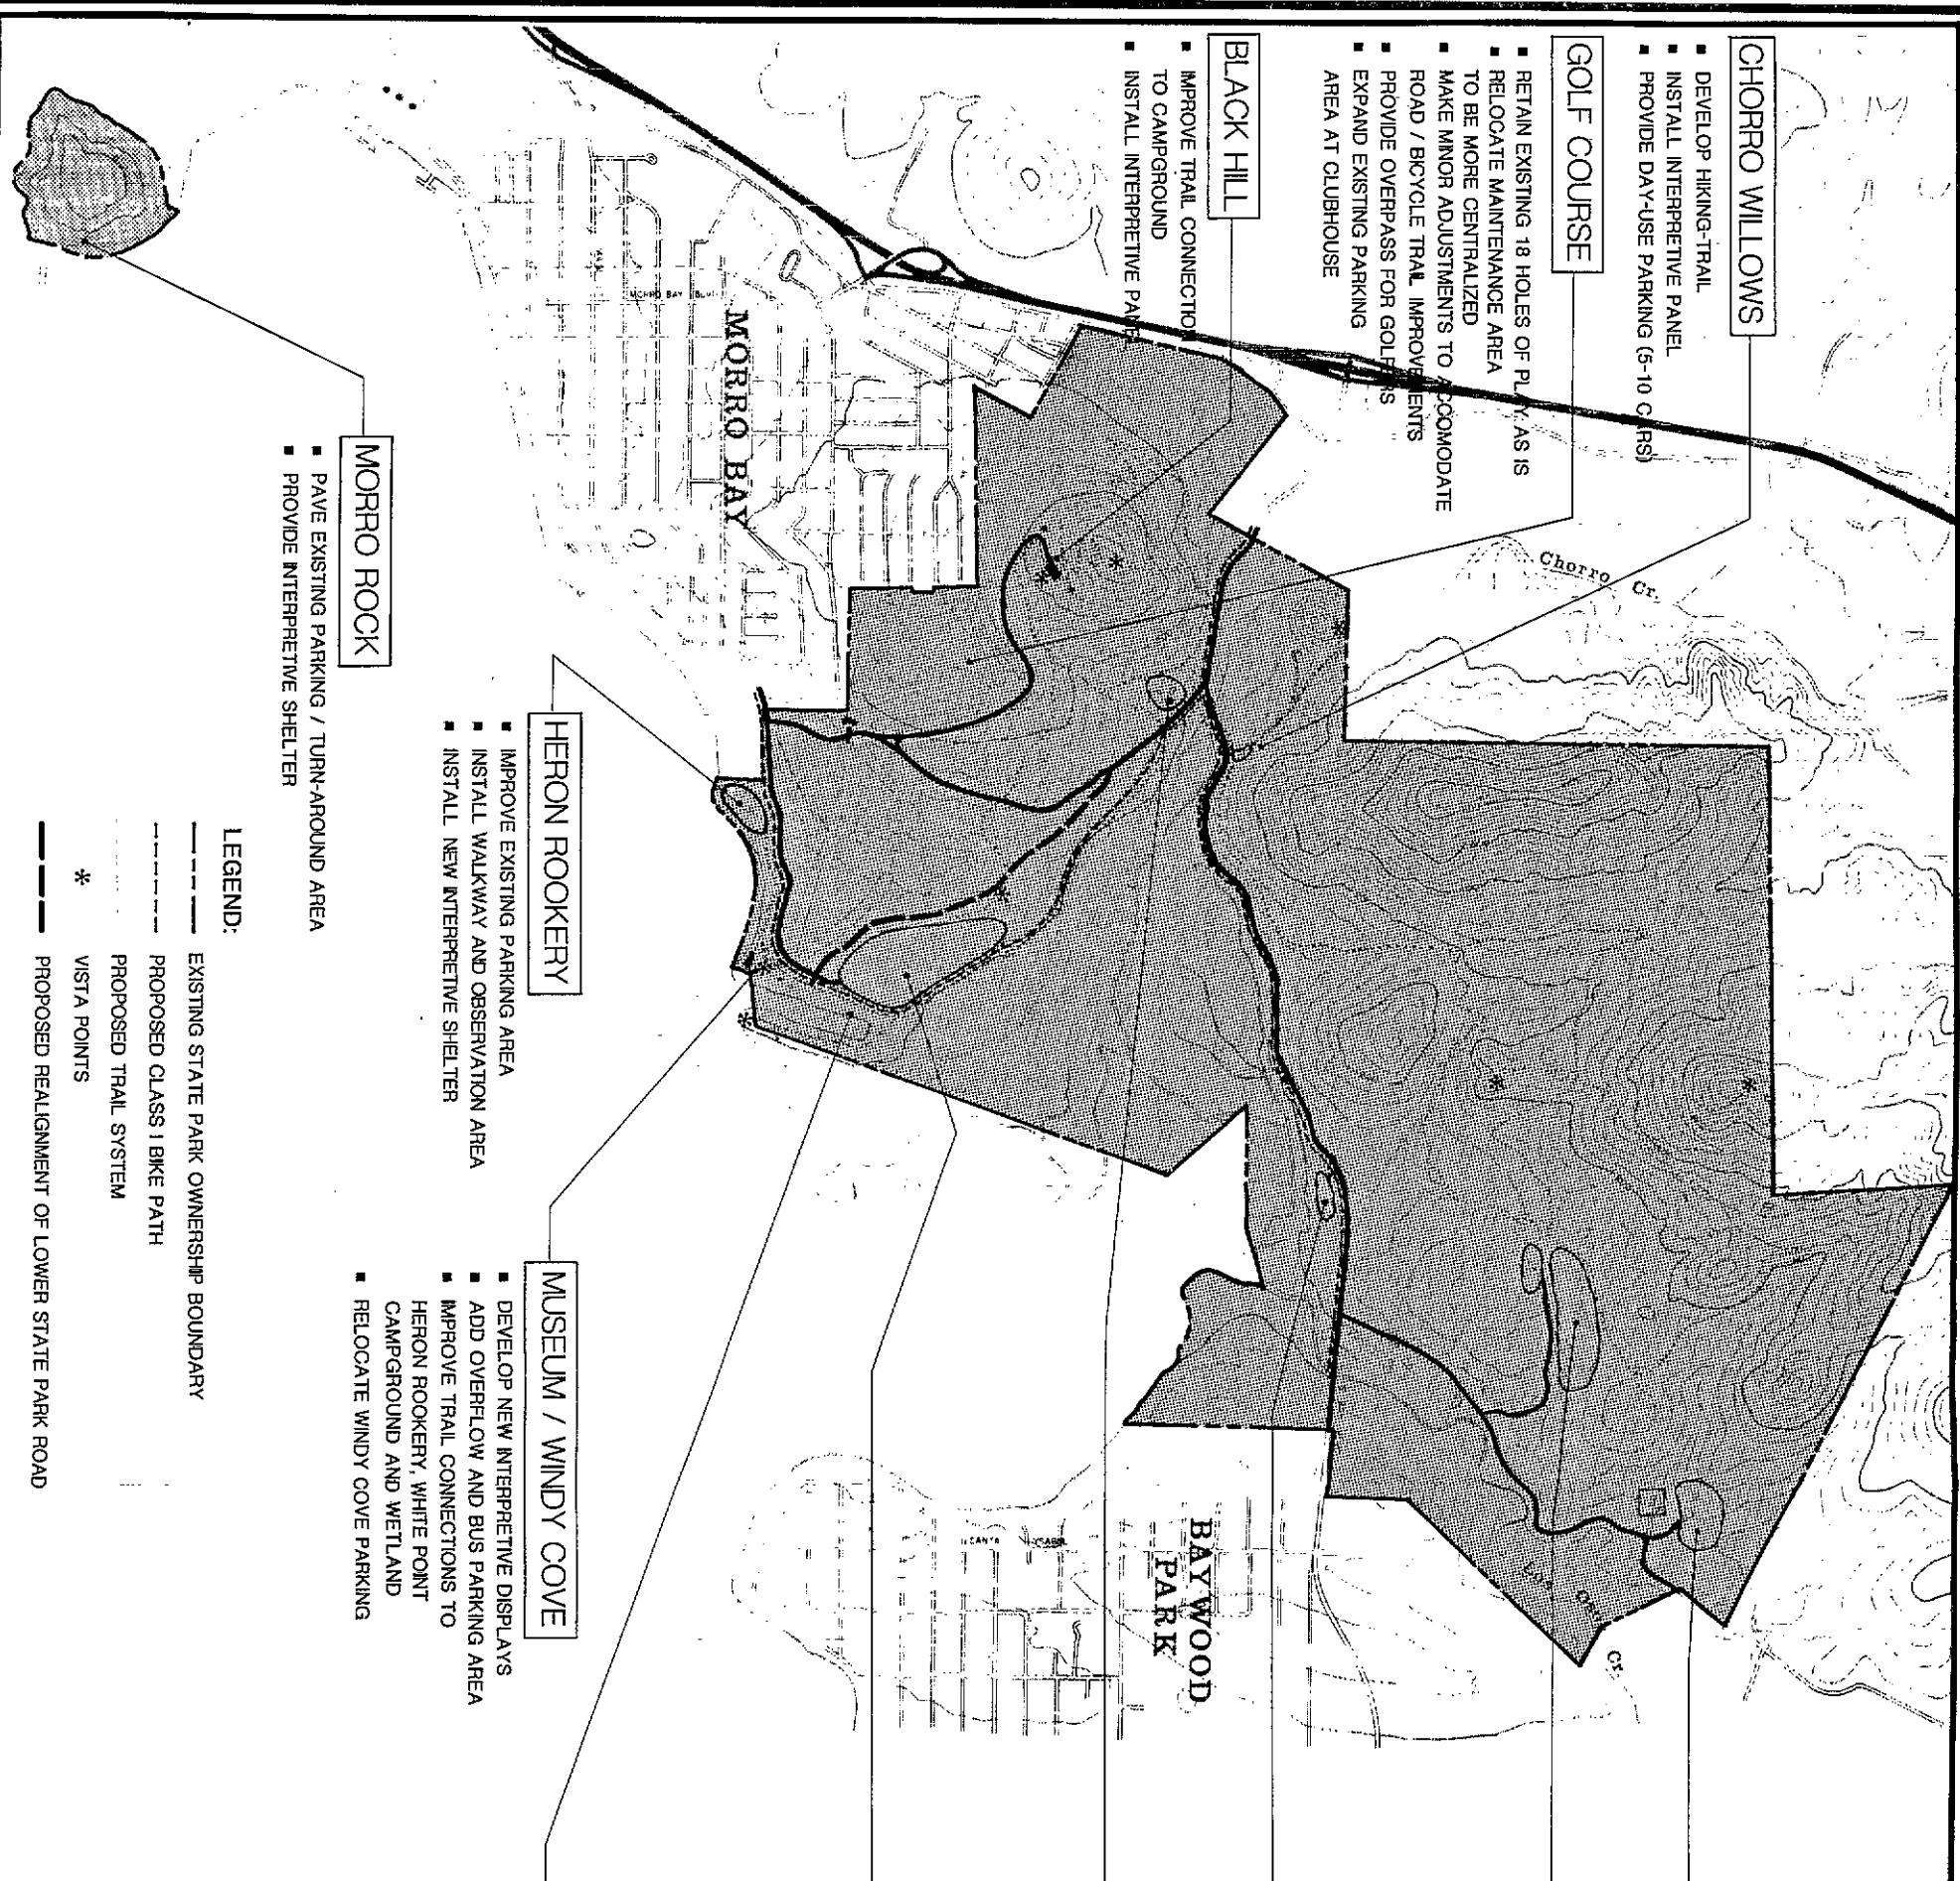 CHORRO WILLOWS
■ DEVELOP HIKING-TRAIL
■ INSTALL INTERPRETIVE PANEL
■ PROVIDE DAY-USE PARKING (5-10 CARS)
GOLF COURSE
■ RETAIN EXISTING 18 HOLES OF PLAY AS IS
■ RELOCATE MAINTENANCE AREA
TO BE MORE CENTRALIZED
■ MAKE MINOR ADJUSTMENTS TO ACCOMODATE
ROAD / BICYCLE TRAIL IMPROVEMENTS
■ PROVIDE OVERPASS FOR GOLFERS
■ EXPAND EXISTING PARKING
AREA AT CLUBHOUSE
BLACK HILL
■ IMPROVE TRAIL CONNECTION
TO CAMPGROUND
■ INSTALL INTERPRETIVE PANEL
Chorro Cr.
MORRO BAY BLVD
MORRO BAY
MORRO ROCK
■ PAVE EXISTING PARKING / TURN-AROUND AREA
■ PROVIDE INTERPRETIVE SHELTER
HERON ROOKERY
■ IMPROVE EXISTING PARKING AREA
■ INSTALL WALKWAY AND OBSERVATION AREA
■ INSTALL NEW INTERPRETIVE SHELTER
MUSEUM / WINDY COVE
■ DEVELOP NEW INTERPRETIVE DISPLAYS
■ ADD OVERFLOW AND BUS PARKING AREA
■ IMPROVE TRAIL CONNECTIONS TO
HERON ROOKERY, WHITE POINT
CAMPGROUND AND WETLAND
■ RELOCATE WINDY COVE PARKING
BAYWOOD
PARK
Los Osos Cr.
LEGEND:
EXISTING STATE PARK OWNERSHIP BOUNDARY
PROPOSED CLASS I BIKE PATH
PROPOSED TRAIL SYSTEM
* VISTA POINTS
PROPOSED REALIGNMENT OF LOWER STATE PARK ROAD